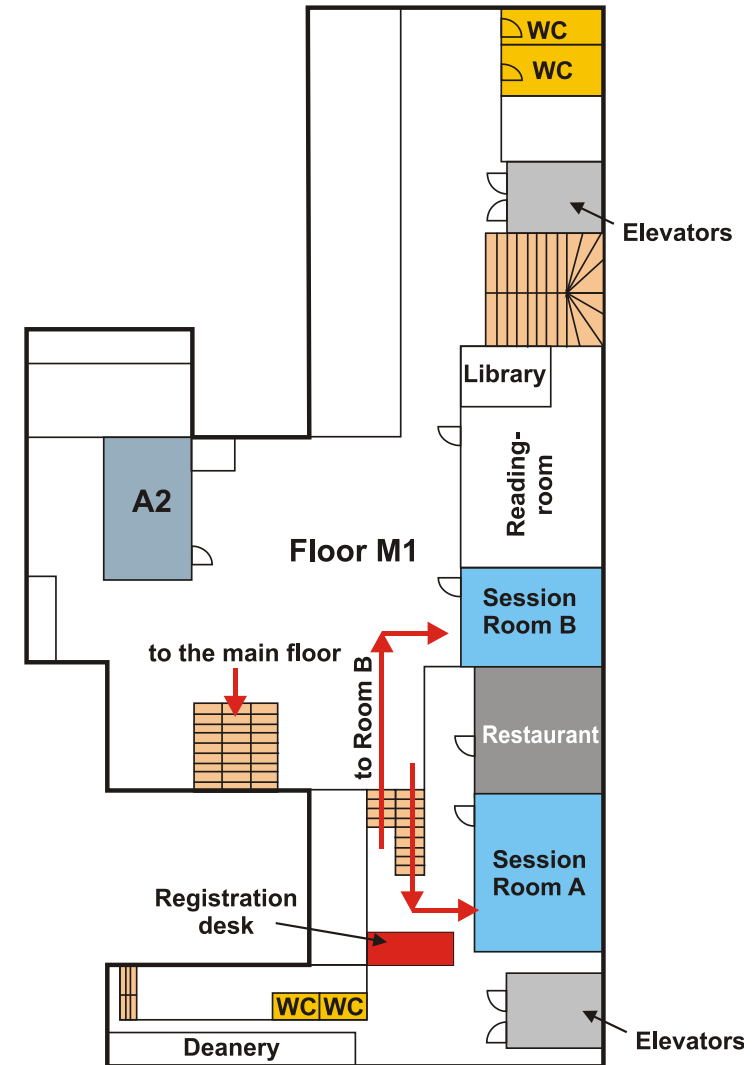 WC
WC
Elevators
Library
Reading-
room
A2
Floor M1
Session
Room B
to the main floor
to Room B
Restaurant
Session
Room A
Registration
desk
WC
WC
Deanery
Elevators